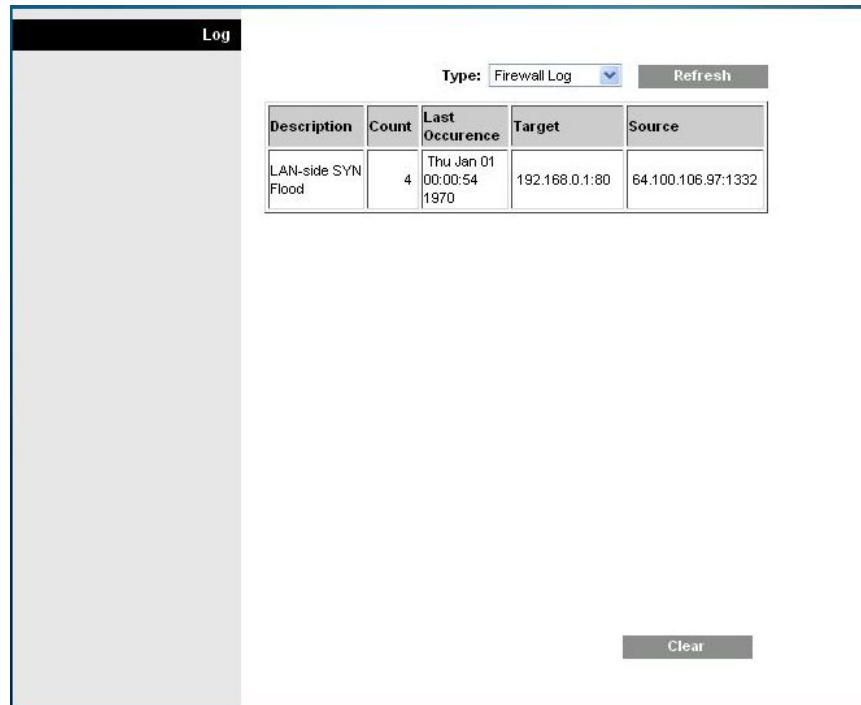 Log
Type: Firewall Log Refresh
Description Count Last Occurence Target Source
LAN-side SYN Flood 4 Thu Jan 01 00:00:54 1970 192.168.0.1:80 64.100.106.97:1332
Clear